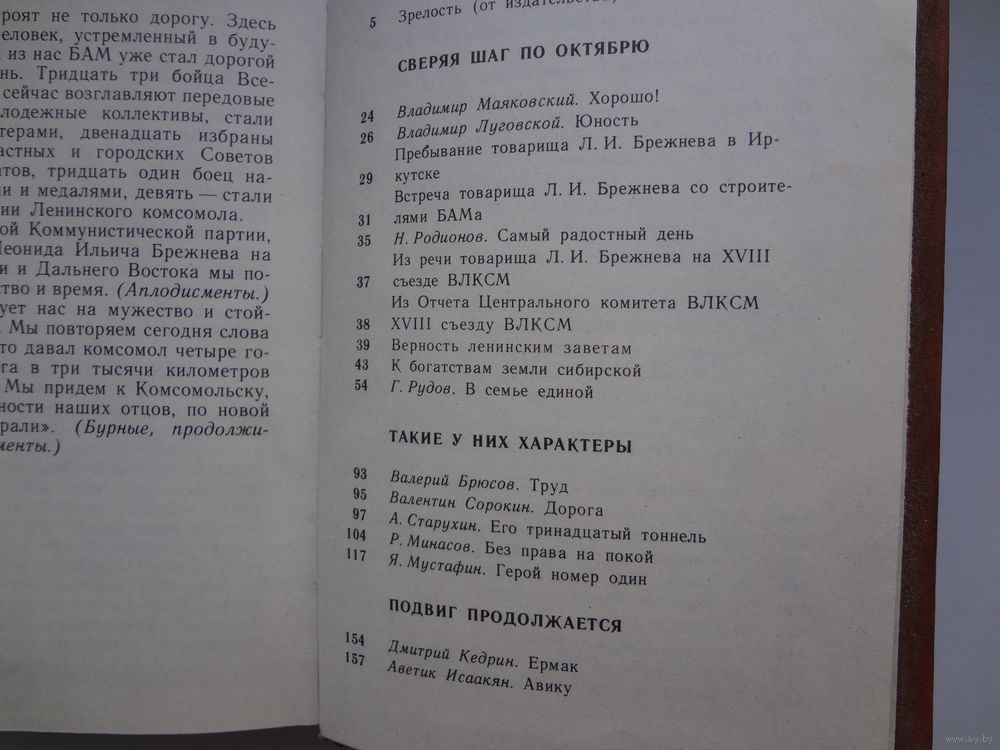 роят не только дорогу. Здесь
еловек, устремленный в буду-
из нас БАМ уже стал дорогой
нь. Тридцать три бойца Все-
сейчас возглавляют передовые
лодежные коллективы, стали
терами, двенадцать избраны
астных и городских Советов
тов, тридцать один боец на-
и и медалями, девять — стали
ии Ленинского комсомола.
ой Коммунистической партии,
Леонида Ильича Брежнева на
и и Дальнего Востока мы по-
ство и время. (Аплодисменты.)
ует нас на мужество и стой-
Мы повторяем сегодня слова
то давал комсомол четыре го-
га в три тысячи километров
Мы придем к Комсомольску,
ности наших отцов, по новой
рали». (Бурные, продолжи-
менты.)
5 Зрелость (от издательства)
СВЕРЯЯ ШАГ ПО ОКТЯБРЮ
24 Владимир Маяковский. Хорошо!
26 Владимир Луговской. Юность
Пребывание товарища Л. И. Брежнева в Ир-
29 кутске
Встреча товарища Л. И. Брежнева со строите-
31 лями БАМа
35 Н. Родионов. Самый радостный день
Из речи товарища Л. И. Брежнева на XVIII
37 съезде ВЛКСМ
Из Отчета Центрального комитета ВЛКСМ
38 XVIII съезду ВЛКСМ
39 Верность ленинским заветам
43 К богатствам земли сибирской
54 Г. Рудов. В семье единой
ТАКИЕ У НИХ ХАРАКТЕРЫ
93 Валерий Брюсов. Труд
95 Валентин Сорокин. Дорога
97 А. Старухин. Его тринадцатый тоннель
104 Р. Минасов. Без права на покой
117 Я. Мустафин. Герой номер один
ПОДВИГ ПРОДОЛЖАЕТСЯ
154 Дмитрий Кедрин. Ермак
157 Аветик Исаакян. Авику
www.ay.by